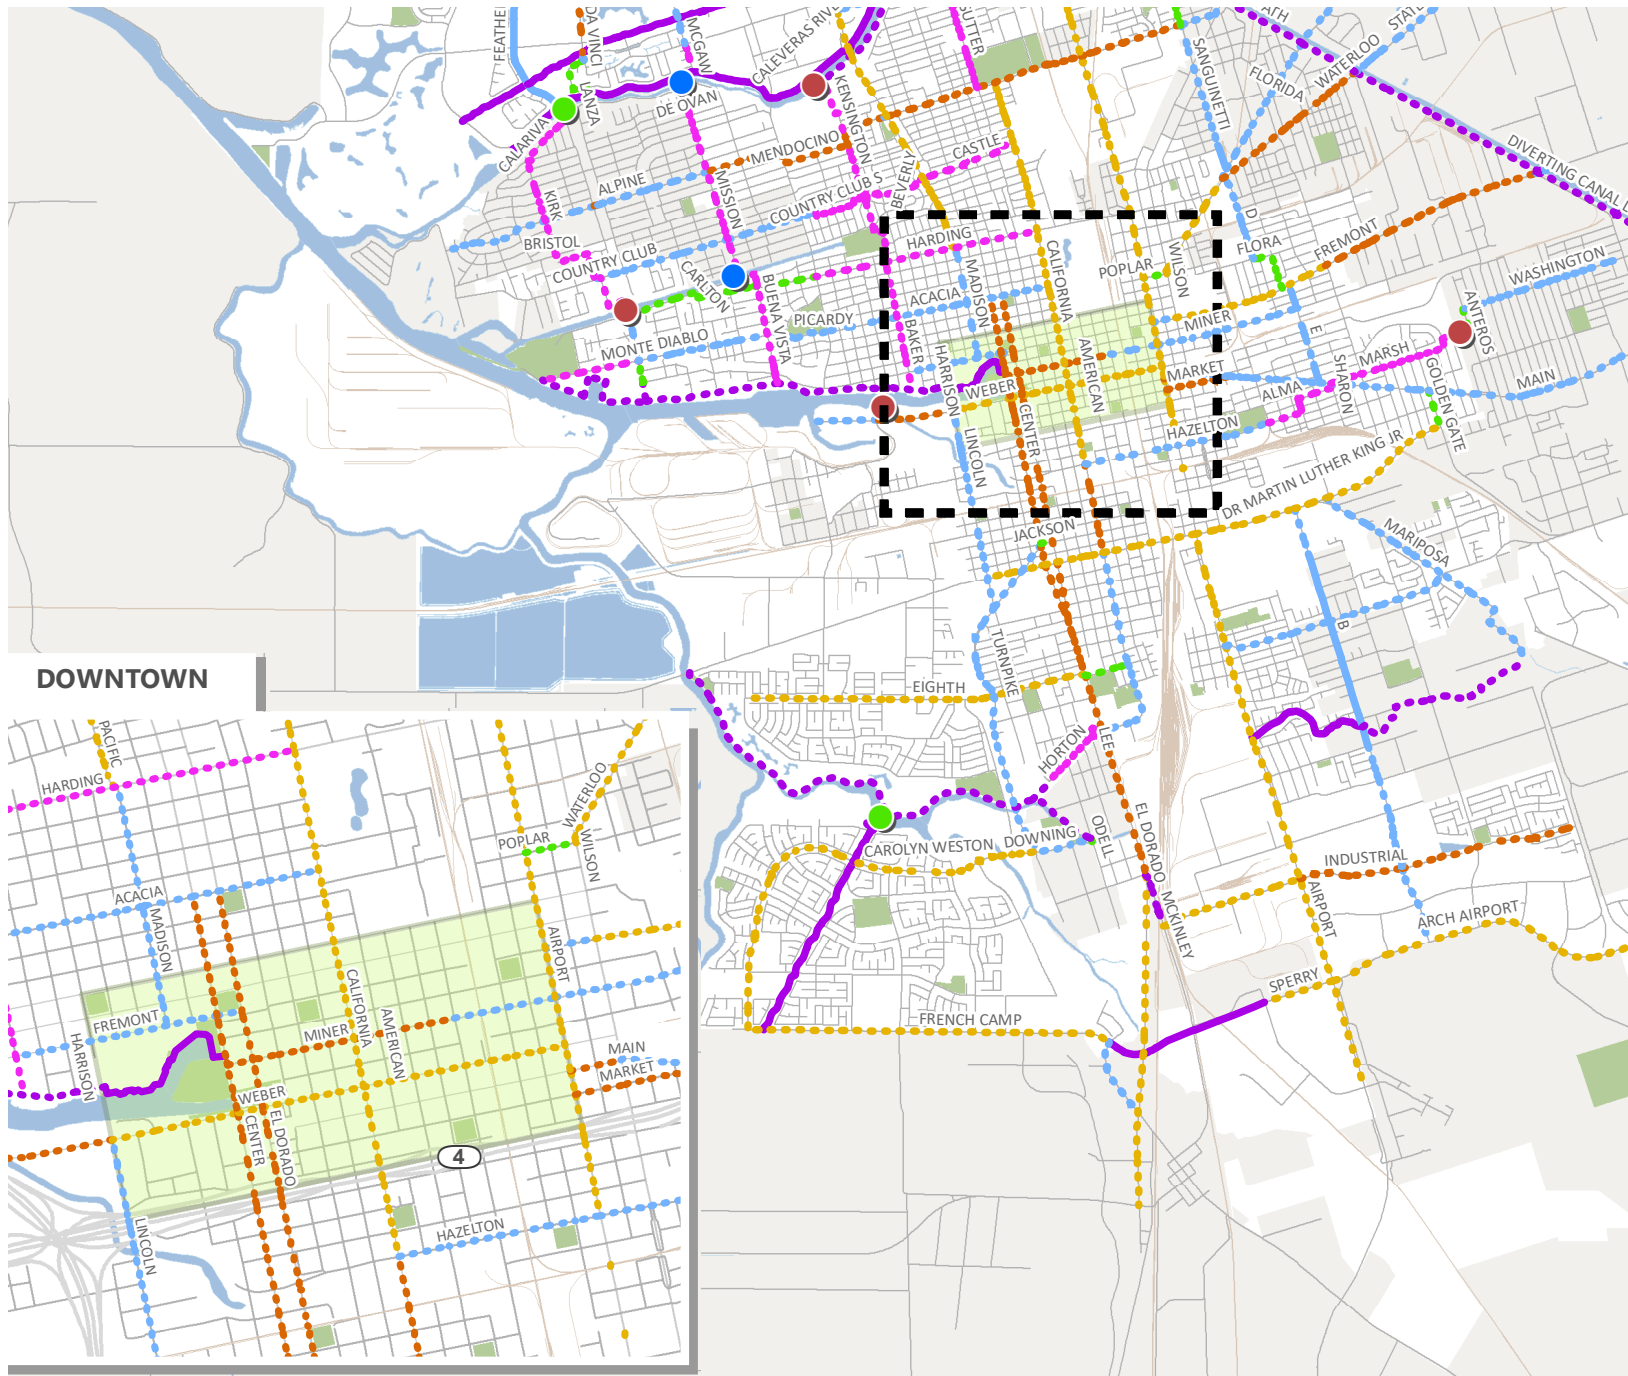 FEATHER
DA VINCI
MCGAW
CALEVERAS RIVE
SUTTER
ATH
STATE
SANGUINETTI
FLORIDA
WATERLOO
LANZA
DE OVAN
KENSINGTON
CALARIVA
MENDOCINO
CASTLE
DIVERTING CANAL L
ALPINE
MISSION
COUNTRY CLUB S
BEVERLY
KIRK
BRISTOL
COUNTRY CLUB
CARLTON
BUENA VISTA
HARDING
CALIFORNIA
WILSON
D
FLORA
FREMONT
POPLAR
WASHINGTON
MADISON
ACACIA
PICARDY
BAKER
MONTE DIABLO
MINER
ANTEROS
E
HARRISON
AMERICAN
WEBER
MARKET
SHARON
MARSH
ALMA
GOLDEN GATE
MAIN
CENTER
LINCOLN
HAZELTON
DR MARTIN LUTHER KING JR
JACKSON
MARIPOSA
B
TURNPIKE
EIGHTH
HORTON
LEE
ODELL
EL DORADO
CAROLYN WESTON
DOWNING
INDUSTRIAL
AIRPORT
ARCH AIRPORT
MCKINLEY
SPERRY
FRENCH CAMP
DOWNTOWN
PACIFIC
HARDING
WATERLOO
POPLAR
WILSON
ACACIA
MADISON
AIRPORT
FREMONT
CALIFORNIA
MINER
AMERICAN
HARRISON
MAIN
MARKET
WEBER
CENTER
EL DORADO
4
LINCOLN
HAZELTON